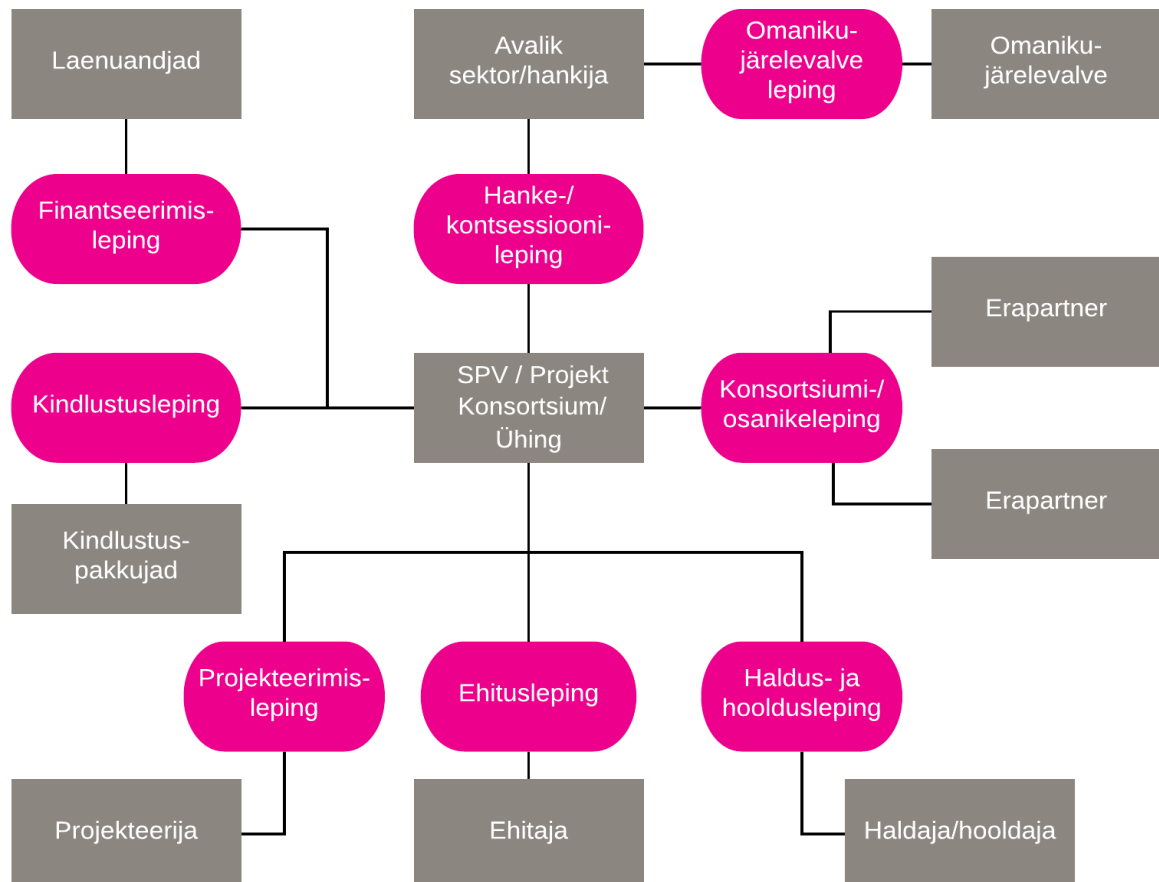 Laenuandjad
Avalik
sektor/hankija
Omaniku-
järelevalve
leping
Omaniku-
järelevalve
Finantseerimis-
leping
Hanke-/
kontsessiooni-
leping
Erapartner
Kindlustusleping
SPV / Projekt
Konsortsium/
Ühing
Konsortsiumi-/
osanikeleping
Erapartner
Kindlustus-
pakkujad
Projekteerimis-
leping
Ehitusleping
Haldus- ja
hooldusleping
Projekteerija
Ehitaja
Haldaja/hooldaja